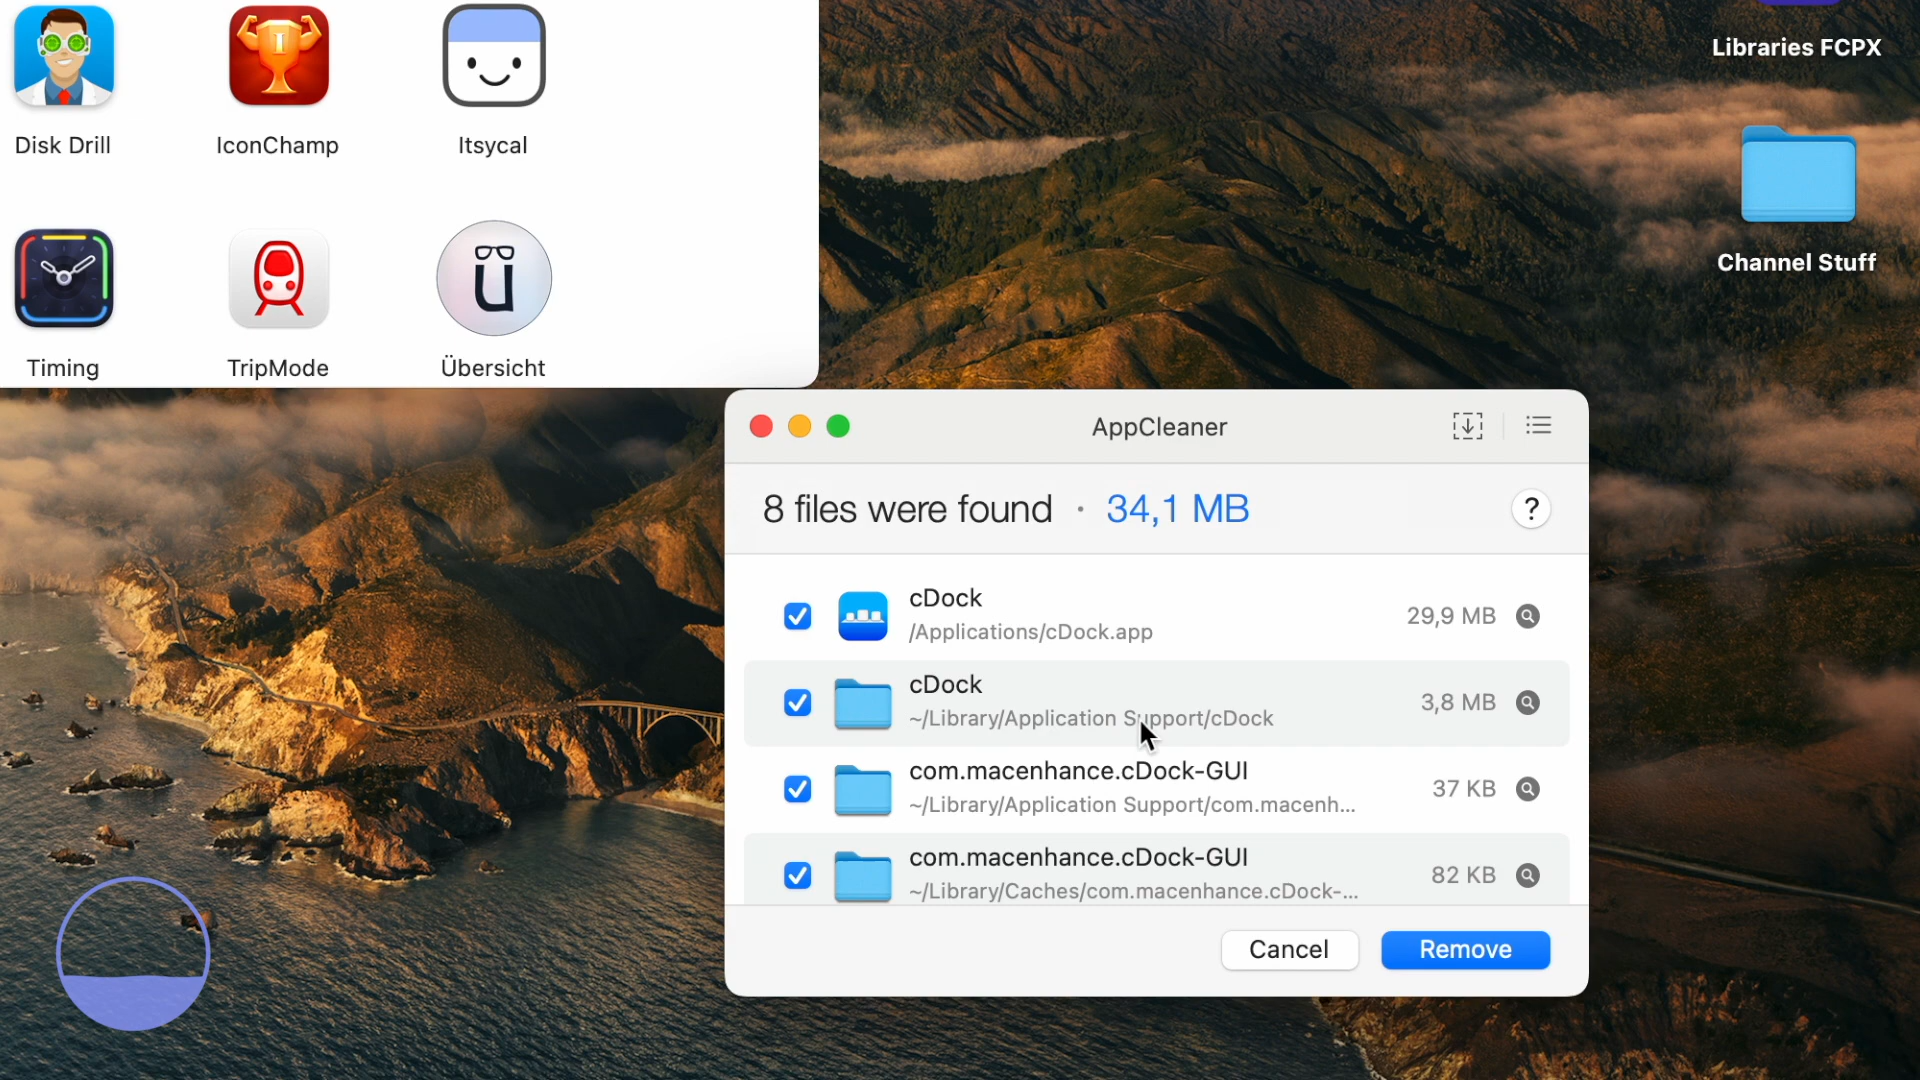 Disk Drill
IconChamp
Itsycal
Timing
TripMode
Übersicht
Libraries FCPX
Channel Stuff
AppCleaner
8 files were found · 34,1 MB
?
cDock
/Applications/cDock.app
29,9 MB
cDock
~/Library/Application Support/cDock
3,8 MB
com.macenhance.cDock-GUI
~/Library/Application Support/com.macenh...
37 KB
com.macenhance.cDock-GUI
~/Library/Caches/com.macenhance.cDock-...
82 KB
Cancel
Remove